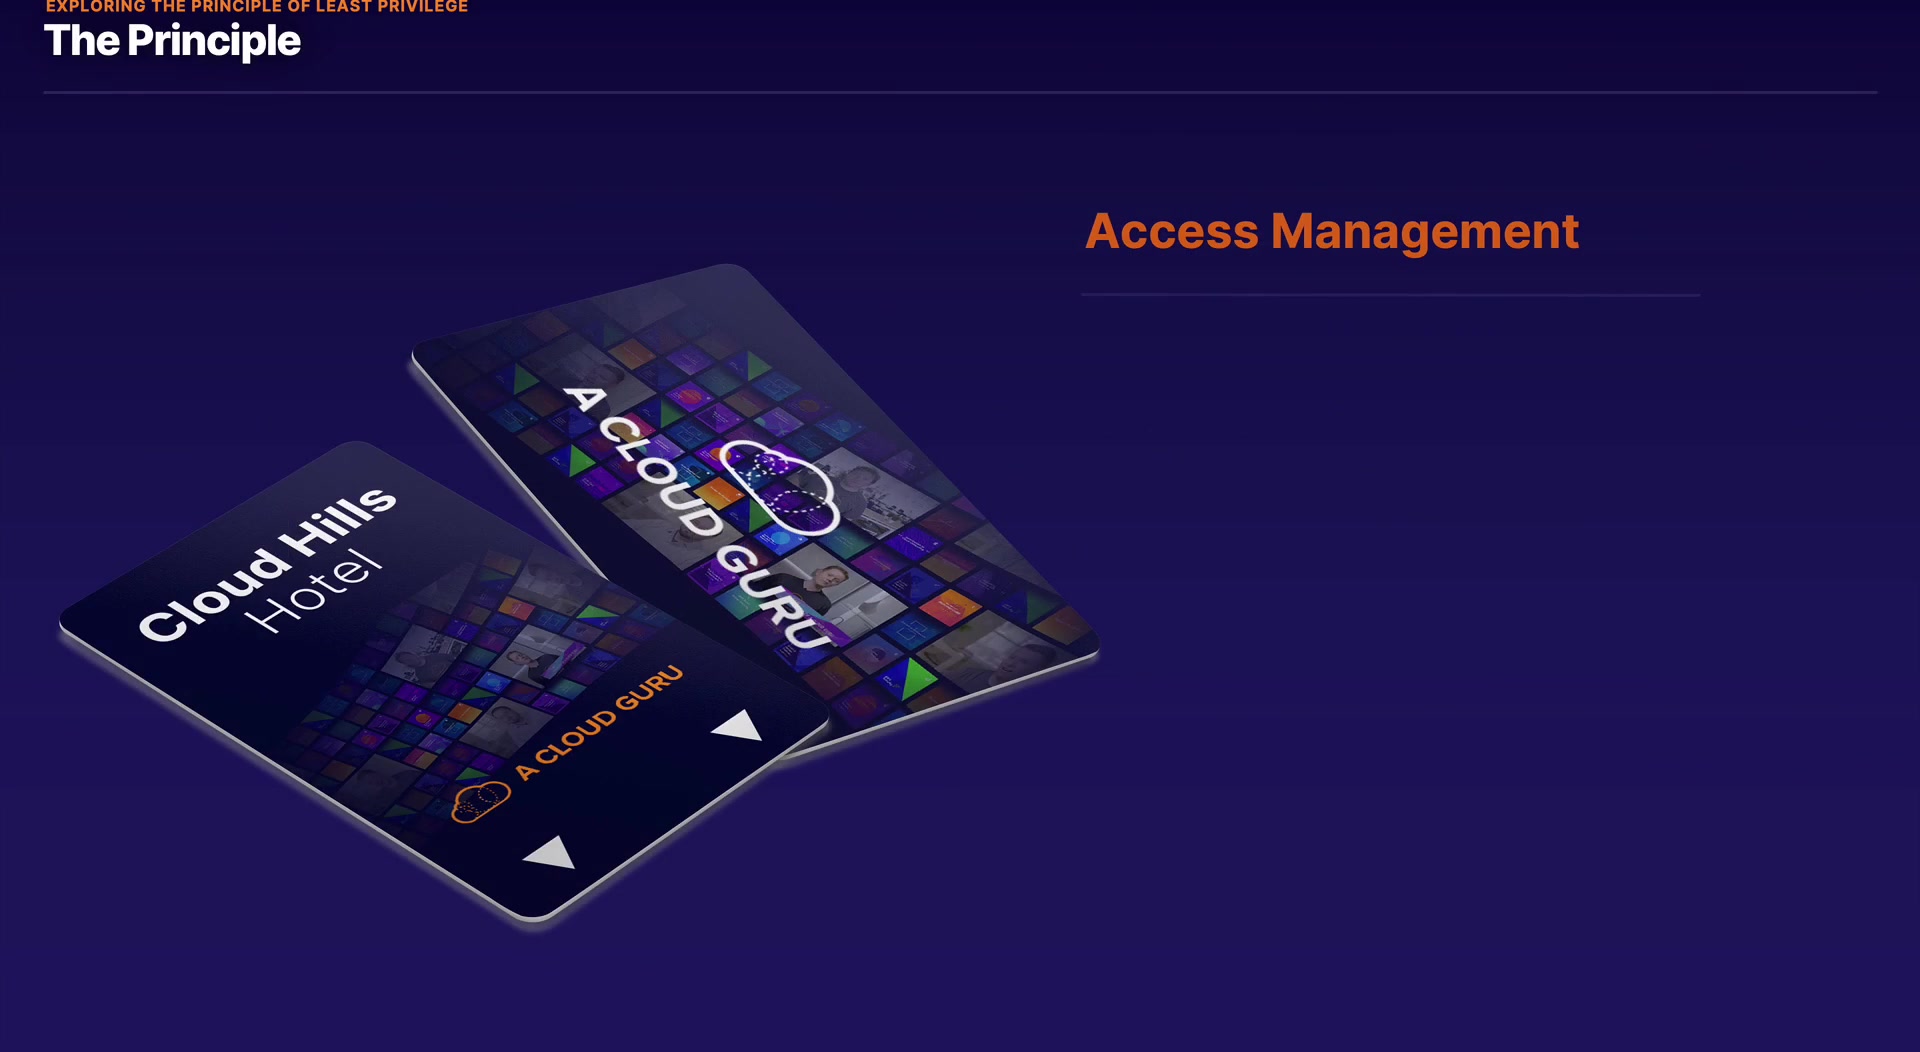 EXPLORING THE PRINCIPLE OF LEAST PRIVILEGE
The Principle
Access Management
A CLOUD GURU
Cloud Hills
Hotel
A CLOUD GURU